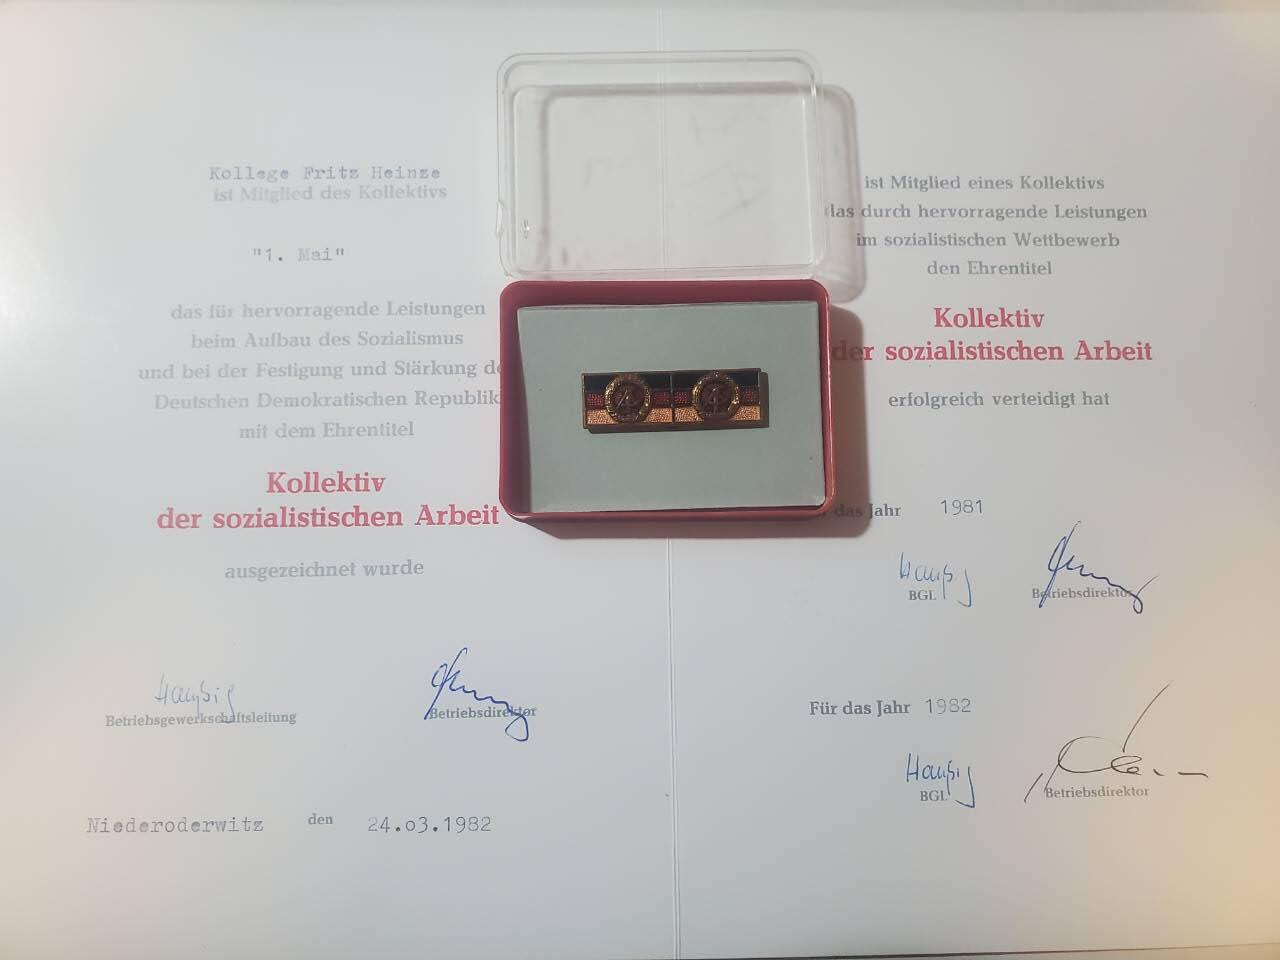 Kollege Fritz Heinze
ist Mitglied des Kollektivs
"1. Mai"
das für hervorragende Leistungen
beim Aufbau des Sozialismus
und bei der Festigung und Stärkung de
Deutschen Demokratischen Republik
mit dem Ehrentitel
Kollektiv
der sozialistischen Arbeit
ausgezeichnet wurde
Haußig
Betriebsgewerkschaftsleitung
Betriebsdirektor
Niederoderwitz den 24.03.1982
ist Mitglied eines Kollektivs
das durch hervorragende Leistungen
im sozialistischen Wettbewerb
den Ehrentitel
Kollektiv
der sozialistischen Arbeit
erfolgreich verteidigt hat
das Jahr 1981
Haußig
BGL
Betriebsdirektor
Für das Jahr 1982
Haußig
BGL
Betriebsdirektor